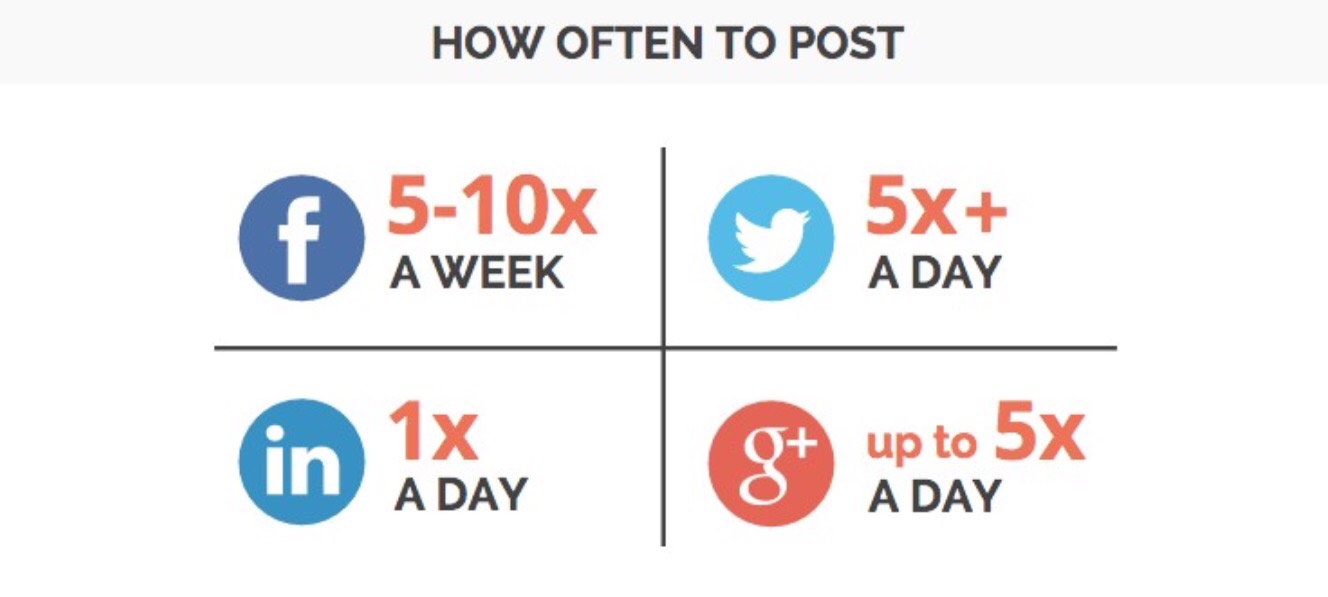 HOW OFTEN TO POST
f
5-10x
A WEEK
5x+
A DAY
in
1x
A DAY
g+
up to 5x
A DAY